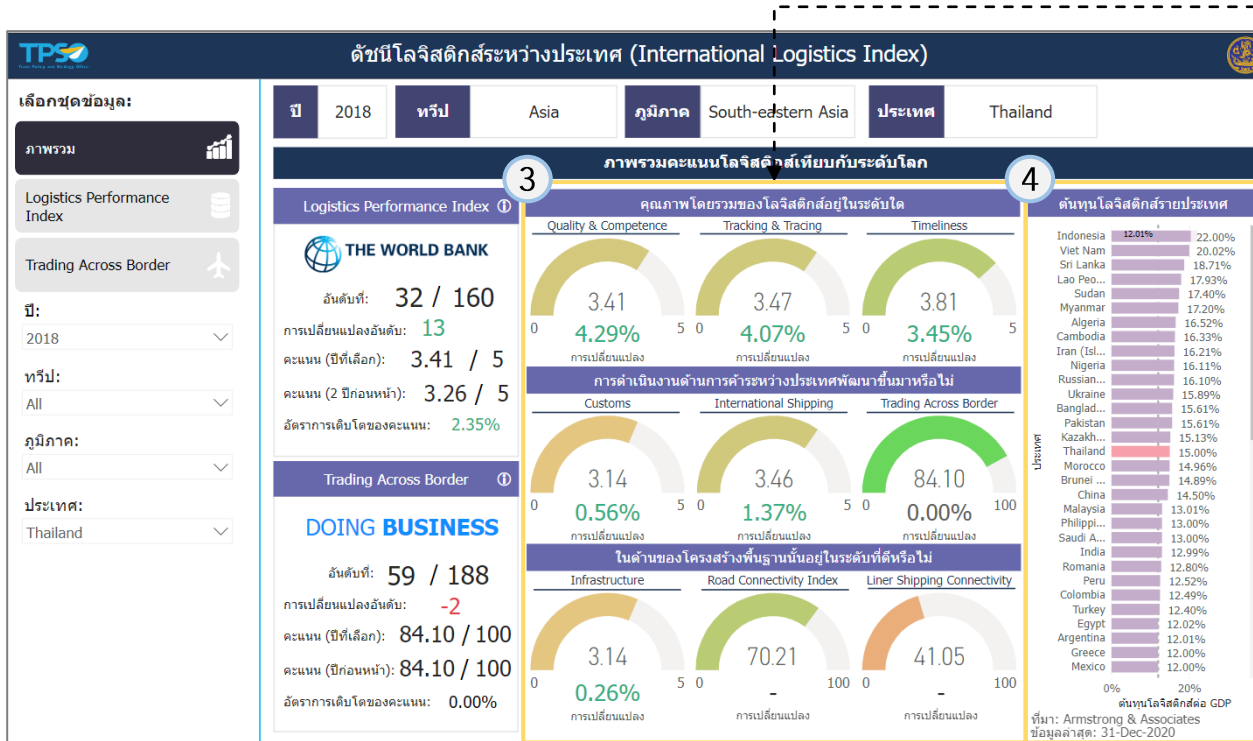 TPSO
ดัชนีโลจิสติกส์ระหว่างประเทศ (International Logistics Index)
เลือกชุดข้อมูล:
ภาพรวม
Logistics Performance
Index
Trading Across Border
ปี:
2018
ทวีป:
All
ภูมิภาค:
All
ประเทศ:
Thailand
ปี 2018 ทวีป Asia ภูมิภาค South-eastern Asia ประเทศ Thailand
ภาพรวมคะแนนโลจิสติกส์เทียบกับระดับโลก
Logistics Performance Index
THE WORLD BANK
อันดับที่: 32 / 160
การเปลี่ยนแปลงอันดับ: 13
คะแนน (ปีที่เลือก): 3.41 / 5
คะแนน (2 ปีก่อนหน้า): 3.26 / 5
อัตราการเติบโตของคะแนน: 2.35%
Trading Across Border
DOING BUSINESS
อันดับที่: 59 / 188
การเปลี่ยนแปลงอันดับ: -2
คะแนน (ปีที่เลือก): 84.10 / 100
คะแนน (ปีก่อนหน้า): 84.10 / 100
อัตราการเติบโตของคะแนน: 0.00%
3
คุณภาพโดยรวมของโลจิสติกส์อยู่ในระดับใด
Quality & Competence Tracking & Tracing Timeliness
3.41 3.47 3.81
0 5 0 5 0 5
4.29% 4.07% 3.45%
การเปลี่ยนแปลง การเปลี่ยนแปลง การเปลี่ยนแปลง
การดำเนินงานด้านการค้าระหว่างประเทศพัฒนาขึ้นมาหรือไม่
Customs International Shipping Trading Across Border
3.14 3.46 84.10
0 5 0 5 0 100
0.56% 1.37% 0.00%
การเปลี่ยนแปลง การเปลี่ยนแปลง การเปลี่ยนแปลง
ในด้านของโครงสร้างพื้นฐานนั้นอยู่ในระดับที่ดีหรือไม่
Infrastructure Road Connectivity Index Liner Shipping Connectivity
3.14 70.21 41.05
0 5 0 100 0 100
0.26% - -
การเปลี่ยนแปลง การเปลี่ยนแปลง การเปลี่ยนแปลง
4
ต้นทุนโลจิสติกส์รายประเทศ
ประเทศ
Indonesia 12.01% 22.00%
Viet Nam 20.02%
Sri Lanka 18.71%
Lao Peo... 17.93%
Sudan 17.40%
Myanmar 17.20%
Algeria 16.52%
Cambodia 16.33%
Iran (Isl... 16.21%
Nigeria 16.11%
Russian... 16.10%
Ukraine 15.89%
Banglad... 15.61%
Pakistan 15.61%
Kazakh... 15.13%
Thailand 15.00%
Morocco 14.96%
Brunei ... 14.89%
China 14.50%
Malaysia 13.01%
Philippi... 13.00%
Saudi A... 13.00%
India 12.99%
Romania 12.80%
Peru 12.52%
Colombia 12.49%
Turkey 12.40%
Egypt 12.02%
Argentina 12.01%
Greece 12.00%
Mexico 12.00%
0% 20%
ต้นทุนโลจิสติกส์ต่อ GDP
ที่มา: Armstrong & Associates
ข้อมูลล่าสุด: 31-Dec-2020